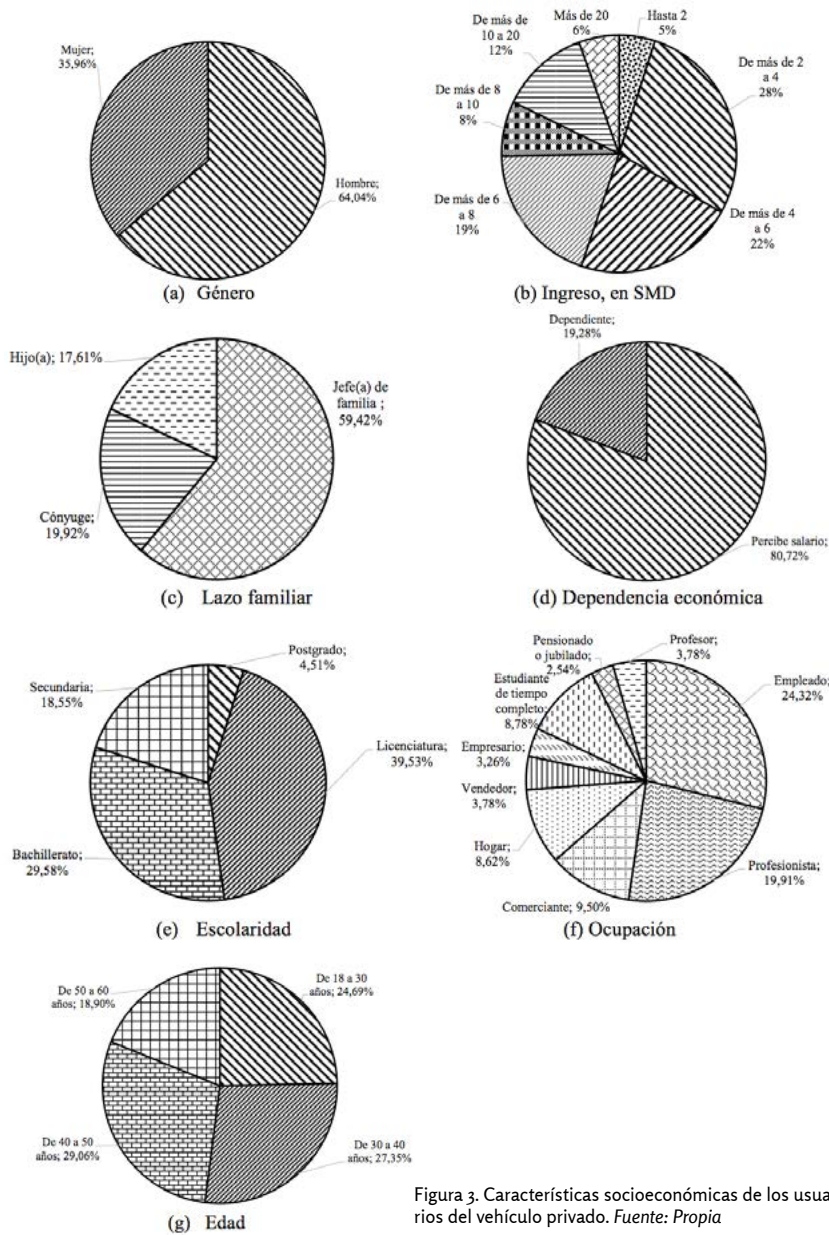 Mujer;
35,96%
Hombre;
64,04%
(a) Género
Más de 20
6%
Hasta 2
5%
De más de
10 a 20
12%
De más de 2
a 4
28%
De más de 8
a 10
8%
De más de 6
a 8
19%
De más de 4
a 6
22%
(b) Ingreso, en SMD
Hijo(a); 17,61%
Jefe(a) de
familia ;
59,42%
Cónyuge;
19,92%
(c) Lazo familiar
Dependiente;
19,28%
Percibe salario;
80,72%
(d) Dependencia económica
Postgrado;
4,51%
Secundaria;
18,55%
Licenciatura;
39,53%
Bachillerato;
29,58%
(e) Escolaridad
Pensionado
o jubilado;
2,54%
Profesor;
3,78%
Estudiante
de tiempo
completo;
8,78%
Empleado;
24,32%
Empresario;
3,26%
Vendedor;
3,78%
Hogar;
8,62%
Profesionista;
19,91%
Comerciante; 9,50%
(f) Ocupación
De 50 a 60
años; 18,90%
De 18 a 30
años; 24,69%
De 40 a 50
años; 29,06%
De 30 a 40
años; 27,35%
(g) Edad
Figura 3. Características socioeconómicas de los usua
rios del vehículo privado. Fuente: Propia